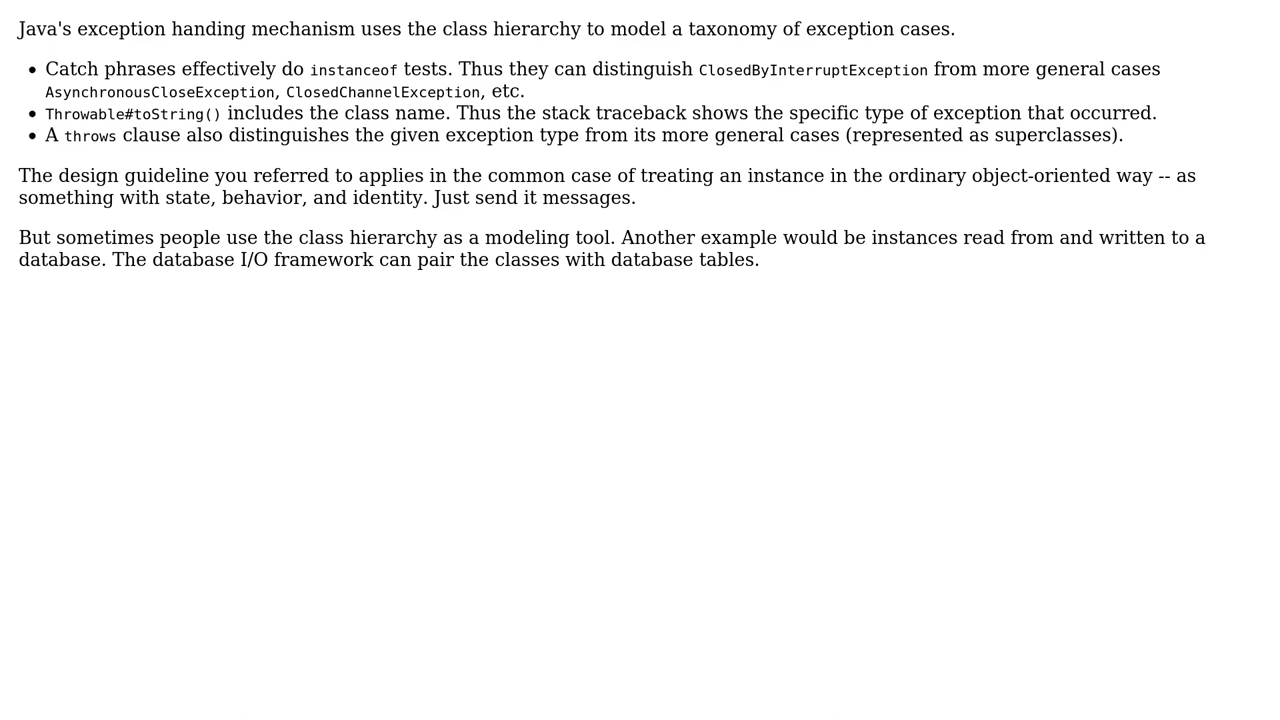 Java's exception handing mechanism uses the class hierarchy to model a taxonomy of exception cases.
• Catch phrases effectively do instanceof tests. Thus they can distinguish ClosedByInterruptException from more general cases
AsynchronousCloseException, ClosedChannelException, etc.
• Throwable#toString() includes the class name. Thus the stack traceback shows the specific type of exception that occurred.
• A throws clause also distinguishes the given exception type from its more general cases (represented as superclasses).
The design guideline you referred to applies in the common case of treating an instance in the ordinary object-oriented way -- as
something with state, behavior, and identity. Just send it messages.
But sometimes people use the class hierarchy as a modeling tool. Another example would be instances read from and written to a
database. The database I/O framework can pair the classes with database tables.